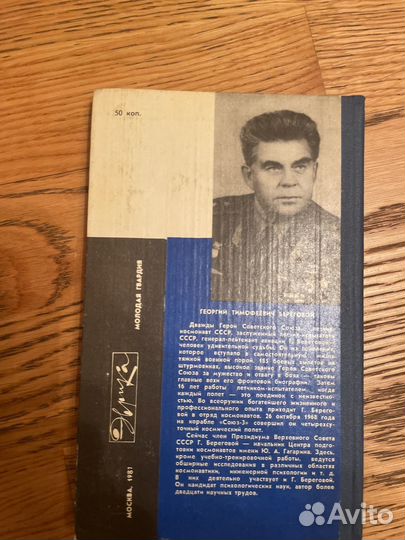 50 коп.
МОЛОДАЯ ГВАРДИЯ
Эврика
МОСКВА, 1981
ГЕОРГИЙ ТИМОФЕЕВИЧ БЕРЕГОВОЙ
Дважды Герой Советского Союза, летчик-
космонавт СССР, заслуженный летчик-испытатель
СССР, генерал-лейтенант авиации Г. Береговой —
человек удивительной судьбы. Он из поколения,
которое вступало в самостоятельную жизнь
тяжкой военной порой. 185 боевых вылетов на
штурмовиках, высокое звание Героя Советского
Союза за мужество и отвагу в боях — таковы
главные вехи его фронтовой биографии. Затем
16 лет работы летчиком-испытателем, когда
каждый полет — это поединок с неизвестно-
стью. Во всеоружии богатейшего жизненного и
профессионального опыта приходит Г. Берего-
вой в отряд космонавтов. 26 октября 1968 года
на корабле «Союз-3» совершил он четырехсу-
точный космический полет.
Сейчас член Президиума Верховного Совета
СССР Г. Береговой — начальник Центра подго-
товки космонавтов имени Ю. А. Гагарина. Здесь,
кроме учебно-тренировочной работы, ведутся
обширные исследования в различных областях
космонавтики, инженерной психологии и т. д.
В них деятельно участвует и Г. Береговой.
Он кандидат психологических наук, автор более
двадцати научных трудов.
Avito